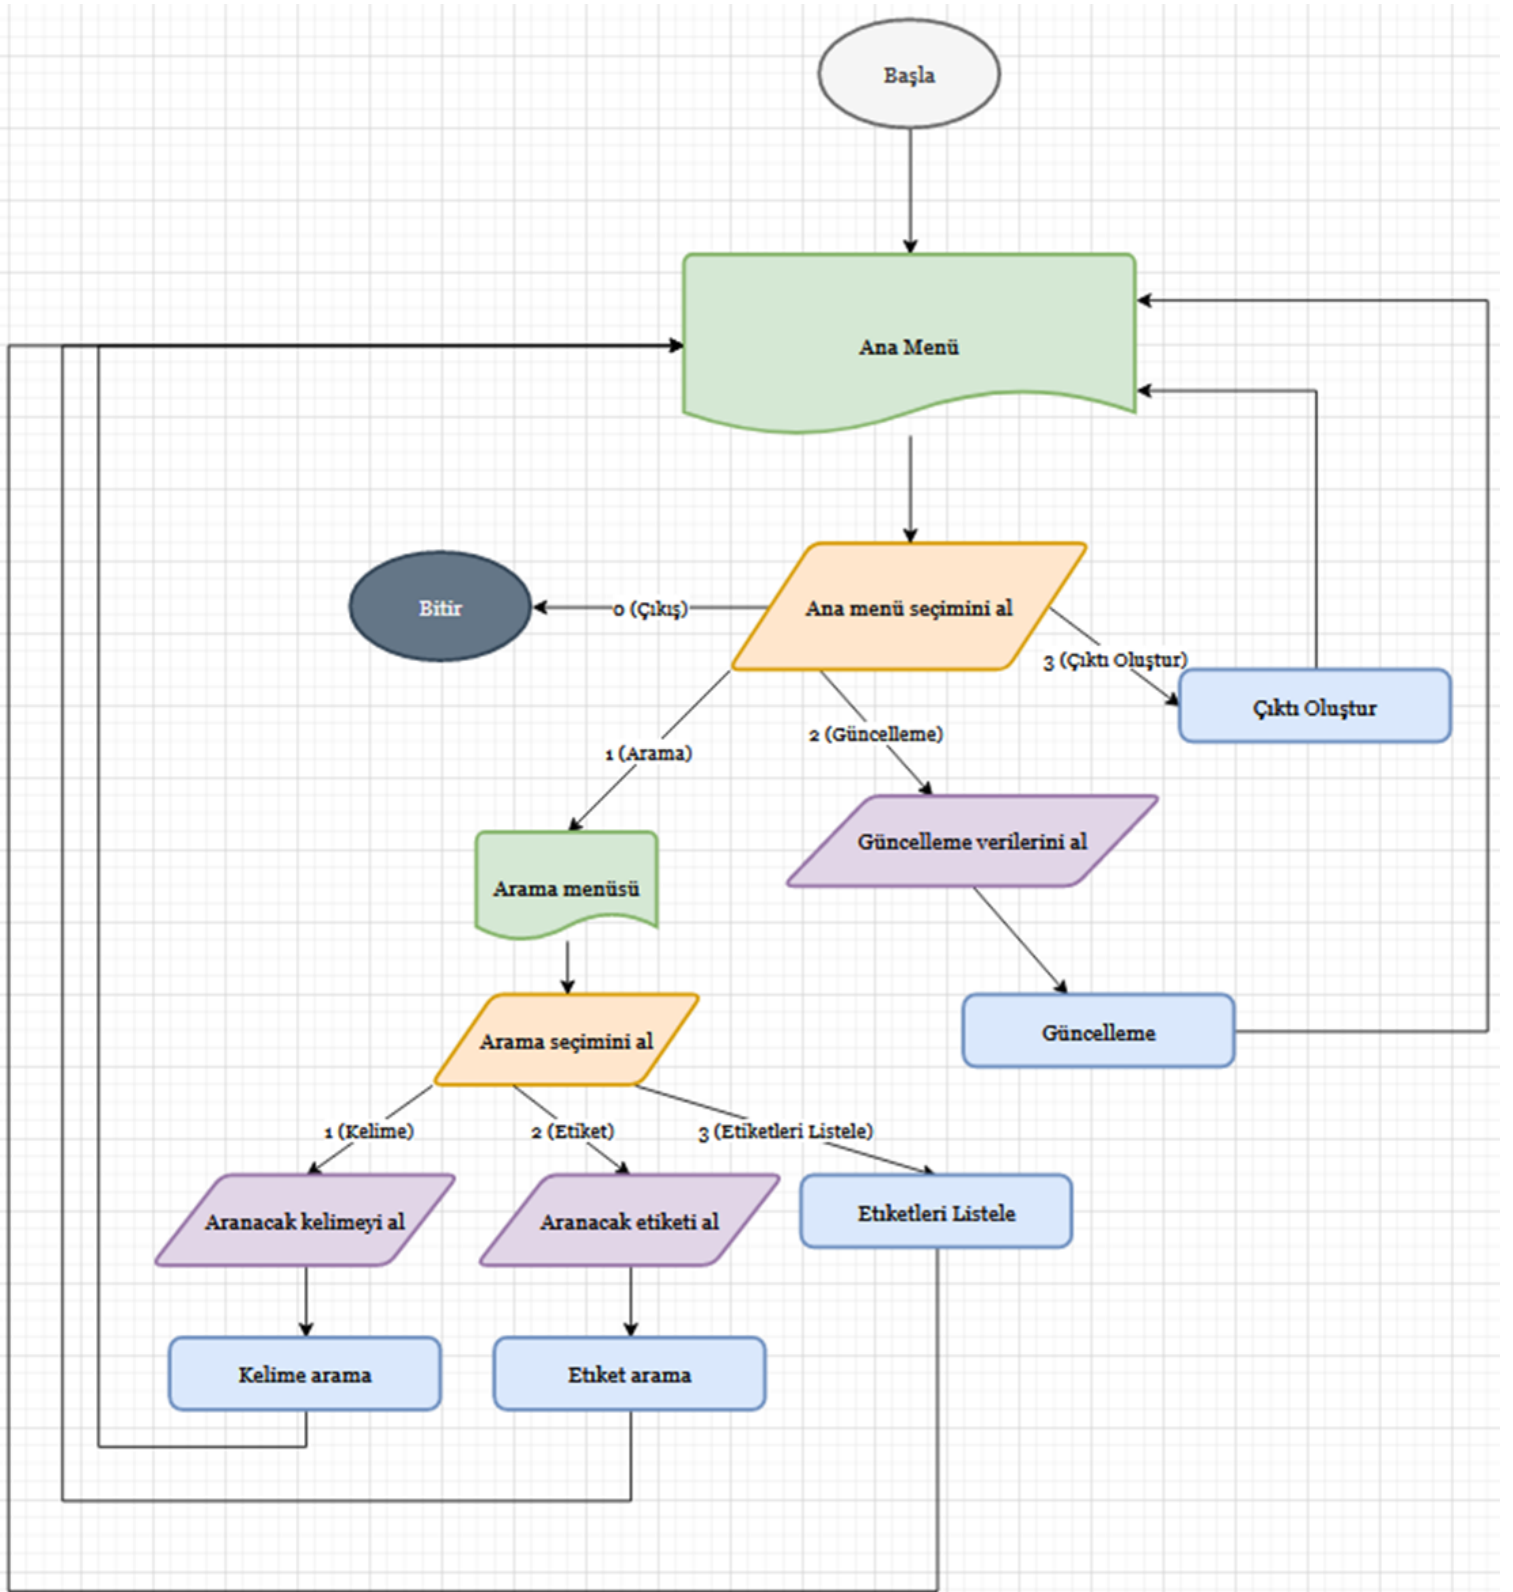 Başla
Ana Menü
Bitir
0 (Çıkış)
Ana menü seçimini al
3 (Çıktı Oluştur)
Çıktı Oluştur
1 (Arama)
2 (Güncelleme)
Güncelleme verilerini al
Arama menüsü
Güncelleme
Arama seçimini al
1 (Kelime)
2 (Etiket)
3 (Etiketleri Listele)
Aranacak kelimeyi al
Aranacak etiketi al
Etıketleri Listele
Kelime arama
Etıket arama